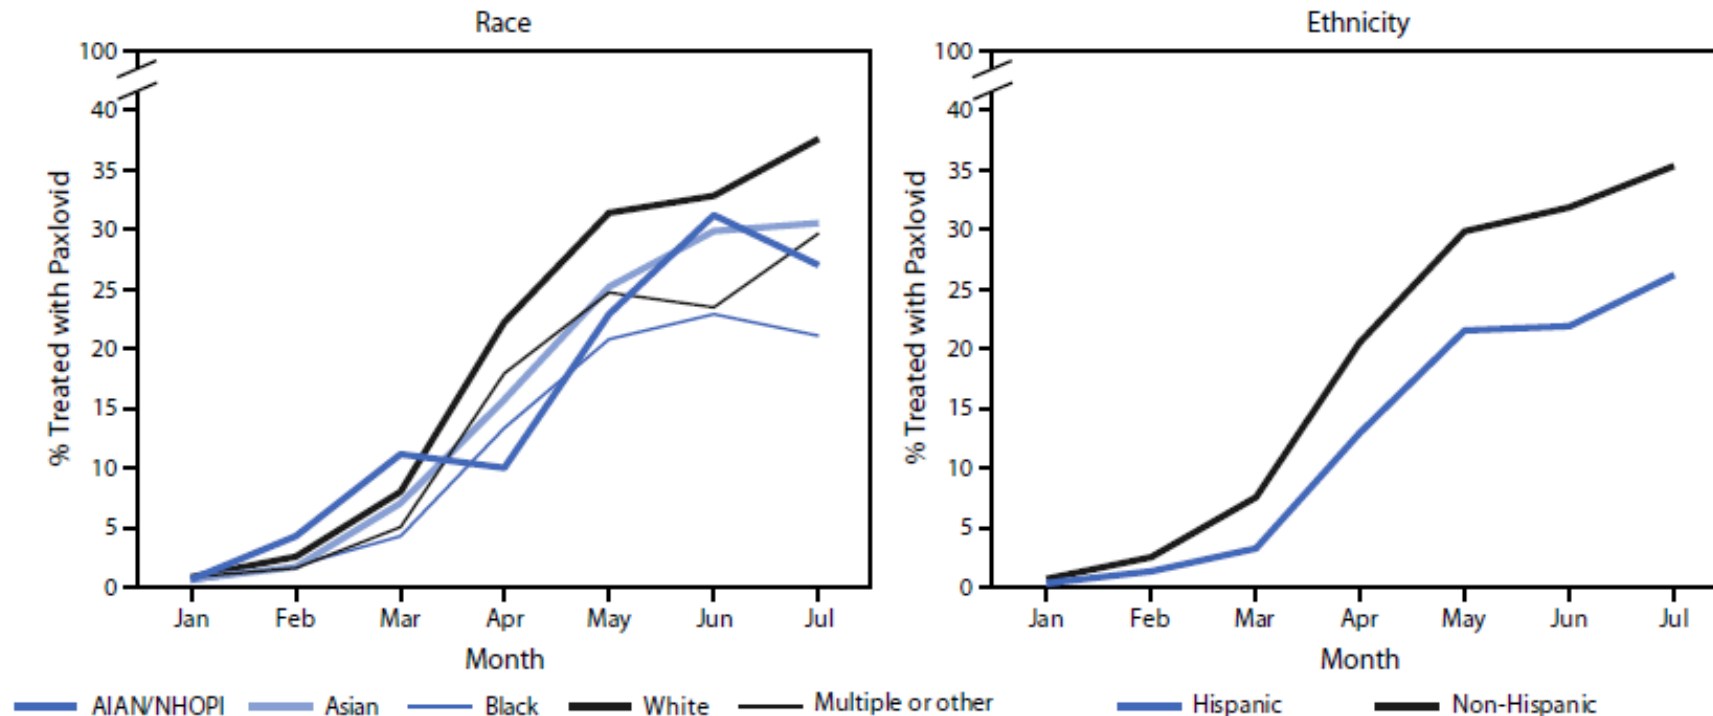 Race
Ethnicity
100
40
35
30
25
20
15
10
5
0
% Treated with Paxlovid
Jan Feb Mar Apr May Jun Jul
Month
100
40
35
30
25
20
15
10
5
0
% Treated with Paxlovid
Jan Feb Mar Apr May Jun Jul
Month
AIAN/NHOPI Asian Black White Multiple or other Hispanic Non-Hispanic